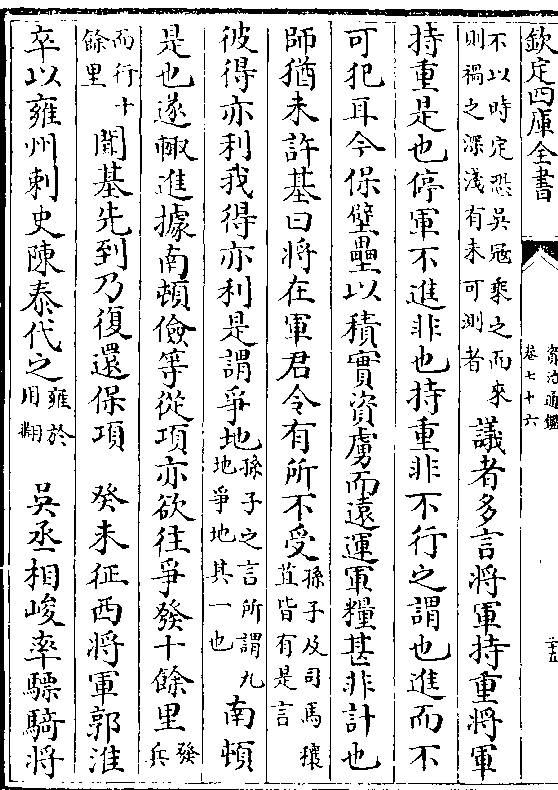 欽定四庫全書
資治通鑑
卷七十六
二十五
不以時定恐吳冦乗之而來
則禍之深淺有未可測者
議者多言將軍持重將軍
持重是也停軍不進非也持重非不行之謂也進而不
可犯耳今保壁壘以積實資虜而逺運軍糧甚非計也
師猶未許基曰將在軍君令有所不受
孫子及司馬穰
苴皆有是言
彼得亦利我得亦利是謂爭地
孫子之言所謂九
地爭地其一也
南頓
是也遂輙進據南頓儉等從項亦欲往爭發十餘里
發
兵
而行十
餘里
聞基先到乃復還保項
癸未征西將軍郭淮
卒以雍州刺史陳泰代之
雍於
用翻
吳丞相峻率驃騎將